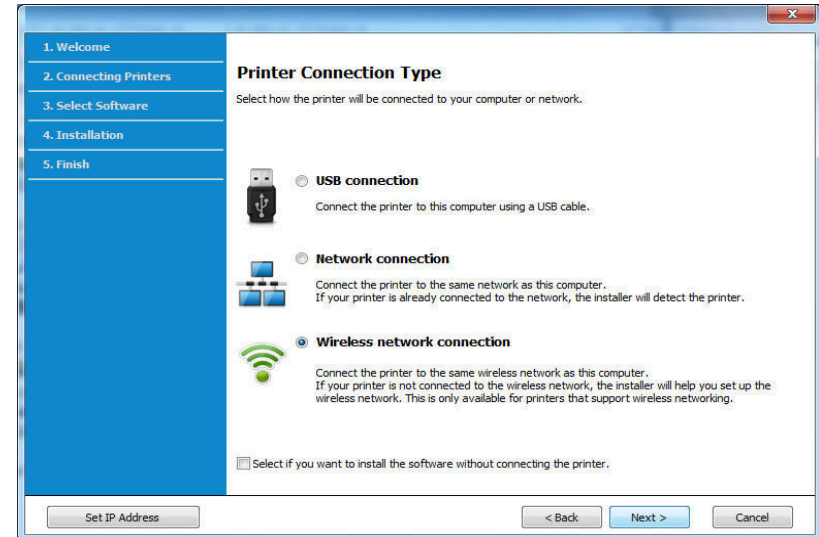 1. Welcome
2. Connecting Printers
3. Select Software
4. Installation
5. Finish
Printer Connection Type
Select how the printer will be connected to your computer or network.
USB connection
Connect the printer to this computer using a USB cable.
Network connection
Connect the printer to the same network as this computer.
If your printer is already connected to the network, the installer will detect the printer.
Wireless network connection
Connect the printer to the same wireless network as this computer.
If your printer is not connected to the wireless network, the installer will help you set up the
wireless network. This is only available for printers that support wireless networking.
Select if you want to install the software without connecting the printer.
Set IP Address
< Back
Next >
Cancel